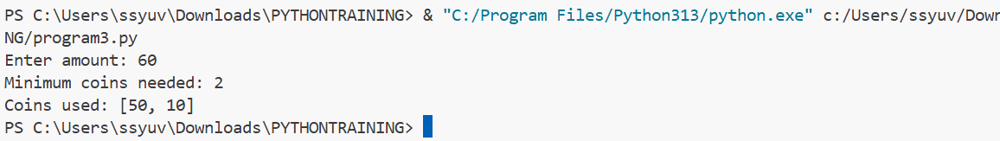 PS C:\Users\ssyuv\Downloads\PYTHONTRAINING> & "C:/Program Files/Python313/python.exe" c:/Users/ssyuv/Down
NG/program3.py
Enter amount: 60
Minimum coins needed: 2
Coins used: [50, 10]
PS C:\Users\ssyuv\Downloads\PYTHONTRAINING>